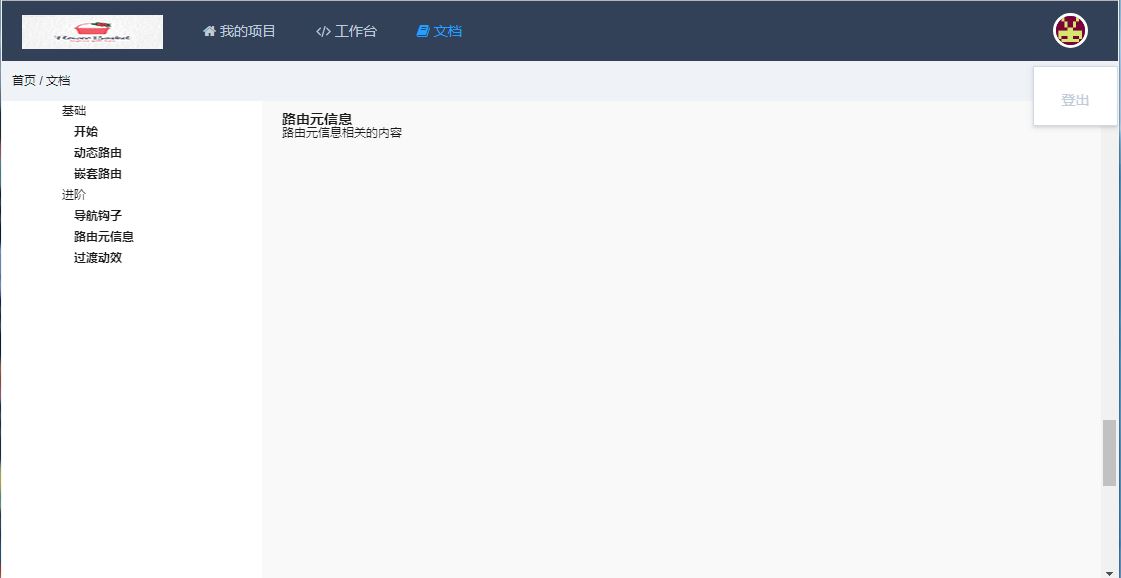 我的项目
</> 工作台
文档
首页 / 文档
登出
基础
开始
动态路由
嵌套路由
进阶
导航钩子
路由元信息
过渡动效
路由元信息
路由元信息相关的内容